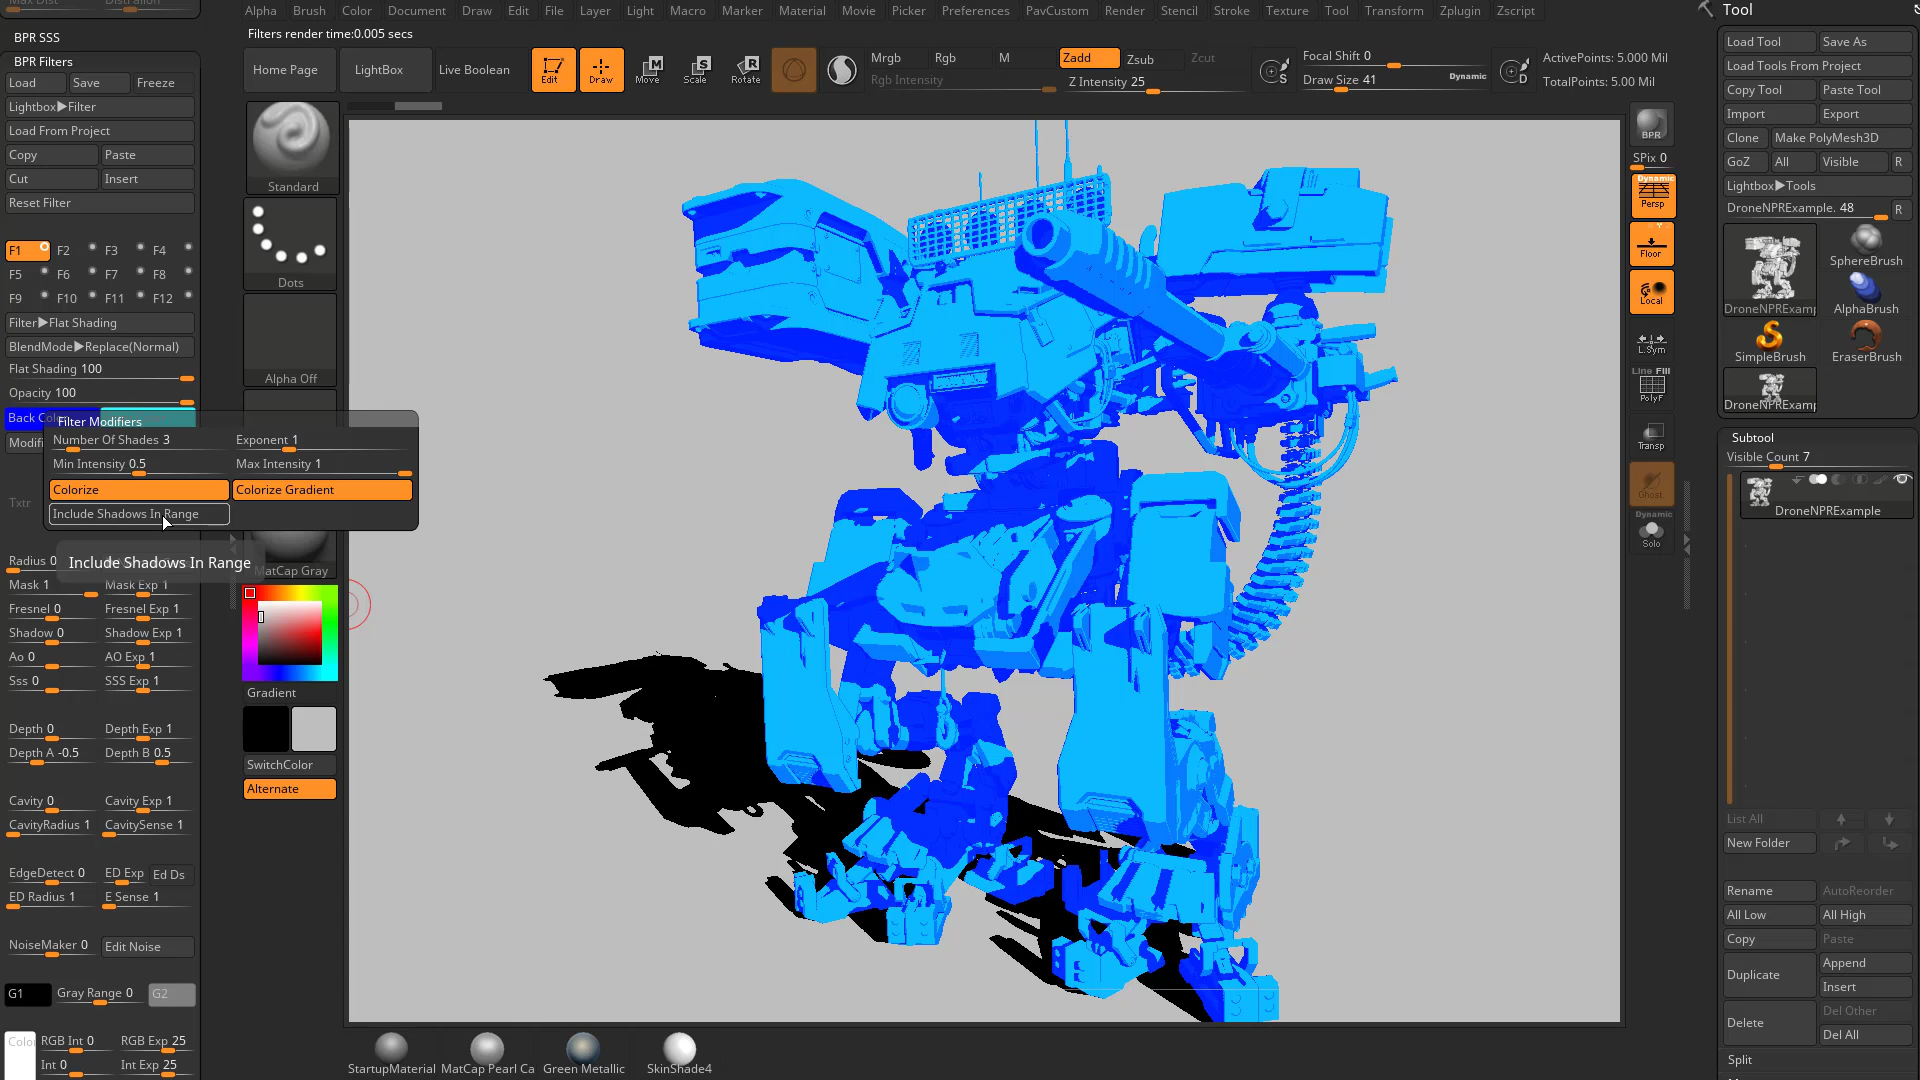 Alpha Brush Color Document Draw Edit File Layer Light Macro Marker Material Movie Picker Preferences PavCustom Render Stencil Stroke Texture Tool Transform Zplugin Zscript
Filters render time:0.005 secs
BPR SSS
BPR Filters
Load Save Freeze
Lightbox▶Filter
Load From Project
Copy Paste
Cut Insert
Reset Filter
F1 F2 F3 F4
F5 F6 F7 F8
F9 F10 F11 F12
Filter▶Flat Shading
BlendMode▶Replace(Normal)
Flat Shading 100
Opacity 100
Back Co
Modifi
Txtr
Filter Modifiers
Number Of Shades 3 Exponent 1
Min Intensity 0.5 Max Intensity 1
Colorize Colorize Gradient
Include Shadows In Range
Include Shadows In Range
Radius 0
Mask 1 Mask Exp 1
Fresnel 0 Fresnel Exp 1
Shadow 0 Shadow Exp 1
Ao 0 AO Exp 1
Sss 0 SSS Exp 1
Depth 0 Depth Exp 1
Depth A -0.5 Depth B 0.5
Cavity 0 Cavity Exp 1
CavityRadius 1 CavitySense 1
EdgeDetect 0 ED Exp Ed Ds
ED Radius 1 E Sense 1
NoiseMaker 0 Edit Noise
G1 Gray Range 0 G2
Colo RGB Int 0 RGB Exp 25
Int 0 Int Exp 25
Home Page LightBox Live Boolean
Edit Draw Move Scale Rotate
Mrgb Rgb M
Rgb Intensity
Zadd Zsub Zcut
Z Intensity 25
Focal Shift 0
Draw Size 41 Dynamic
ActivePoints: 5.000 Mil
TotalPoints: 5.00 Mil
Standard
Dots
Alpha Off
MatCap Gray
Gradient
SwitchColor
Alternate
StartupMaterial MatCap Pearl Ca Green Metallic SkinShade4
BPR
SPix 0
Dynamic
Persp
Floor
Local
L.Sym
Line Fill
PolyF
Transp
Ghost
Dynamic
Solo
Tool
Load Tool Save As
Load Tools From Project
Copy Tool Paste Tool
Import Export
Clone Make PolyMesh3D
GoZ All Visible R
Lightbox▶Tools
DroneNPRExample. 48 R
DroneNPRExamp SphereBrush
AlphaBrush
SimpleBrush EraserBrush
DroneNPRExamp
Subtool
Visible Count 7
DroneNPRExample
List All
New Folder
Rename AutoReorder
All Low All High
Copy Paste
Duplicate Append
Insert
Delete Del Other
Del All
Split